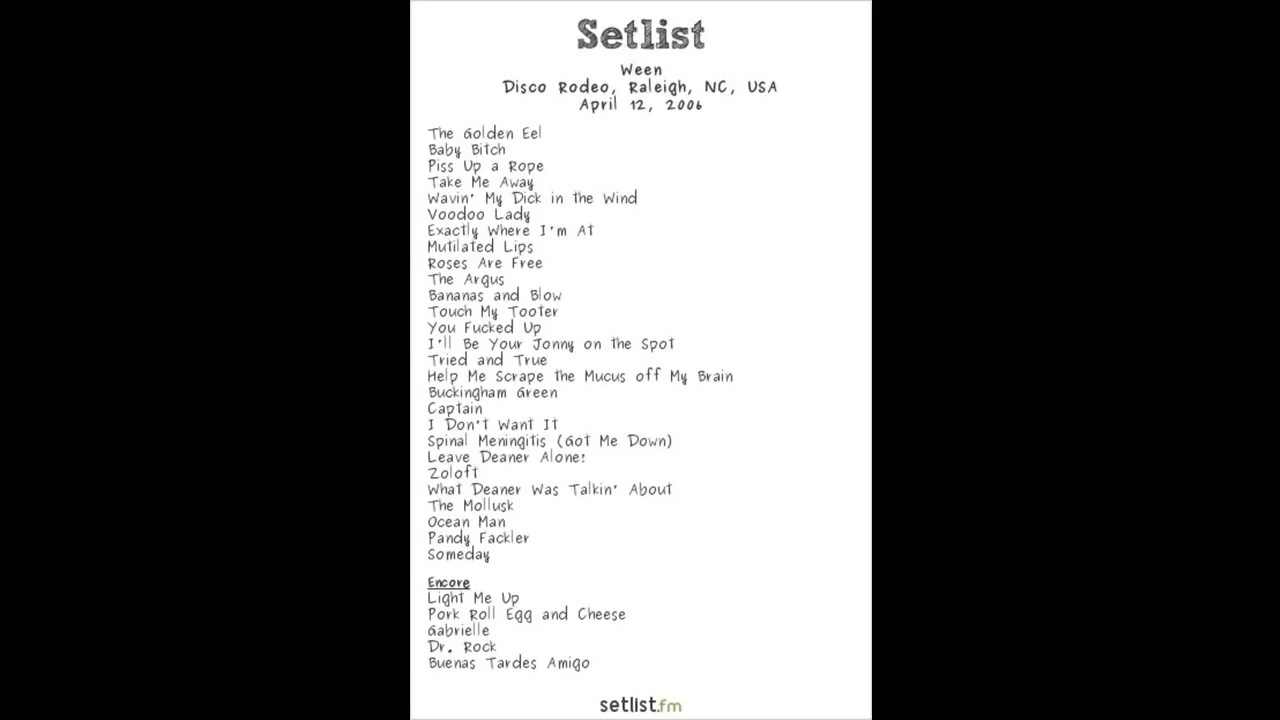 Setlist
Ween
Disco Rodeo, Raleigh, NC, USA
April 12, 2006
The Golden Eel
Baby Bitch
Piss Up a Rope
Take Me Away
Wavin' My Dick in the Wind
Voodoo Lady
Exactly Where I'm At
Mutilated Lips
Roses Are Free
The Argus
Bananas and Blow
Touch My Tooter
You Fucked Up
I'll Be Your Jonny on the Spot
Tried and True
Help Me Scrape the Mucus off My Brain
Buckingham Green
Captain
I Don't Want It
Spinal Meningitis (Got Me Down)
Leave Deaner Alone!
Zoloft
What Deaner Was Talkin' About
The Mollusk
Ocean Man
Pandy Fackler
Someday
Encore
Light Me Up
Pork Roll Egg and Cheese
Gabrielle
Dr. Rock
Buenas Tardes Amigo
setlist.fm